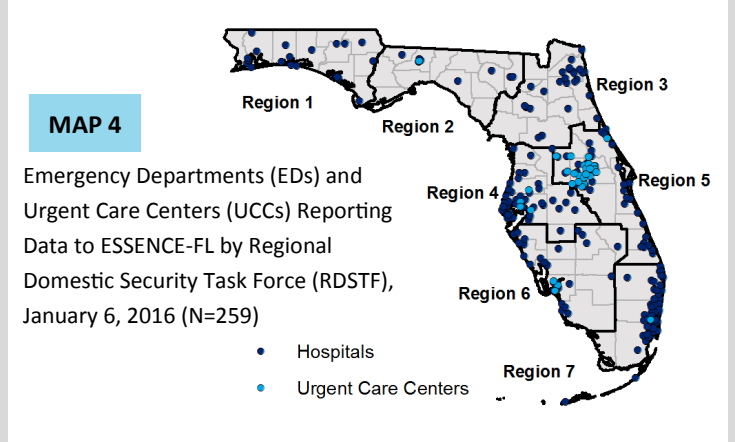 MAP 4
Emergency Departments (EDs) and
Urgent Care Centers (UCCs) Reporting
Data to ESSENCE-FL by Regional
Domestic Security Task Force (RDSTF),
January 6, 2016 (N=259)
Region 1
Region 2
Region 3
Region 4
Region 5
Region 6
Region 7
Hospitals
Urgent Care Centers